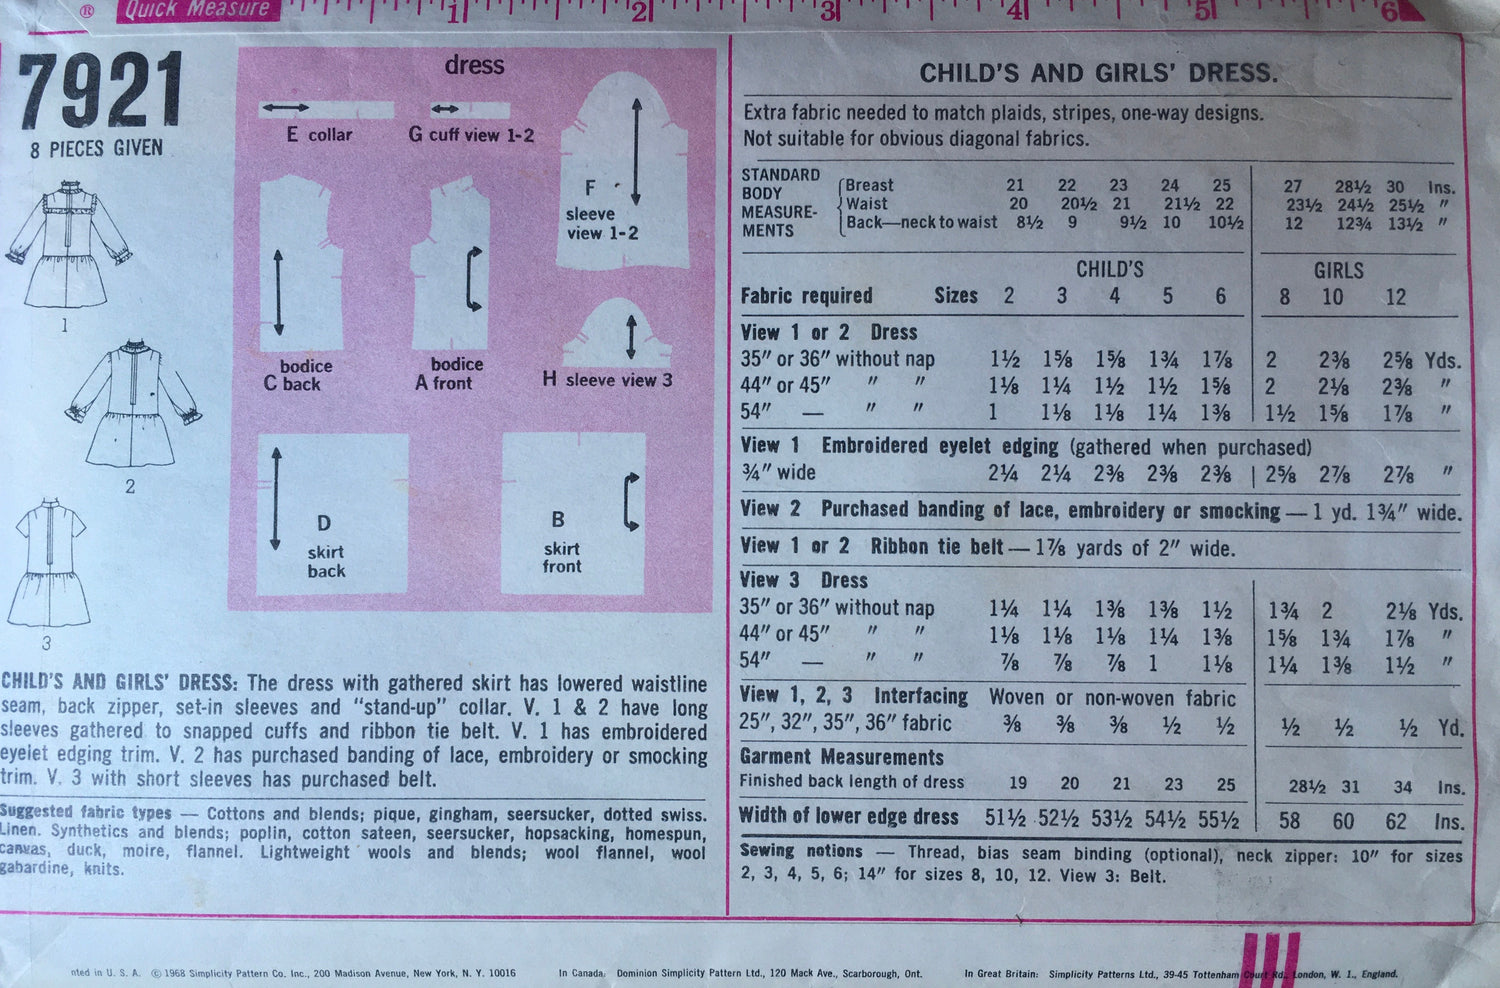 ® Quick Measure 1 2 3 4 5 6
7921
8 PIECES GIVEN
1
2
3
dress
E collar
G cuff view 1-2
F
sleeve
view 1-2
bodice
C back
bodice
A front
H sleeve view 3
D
skirt
back
B
skirt
front
CHILD'S AND GIRLS' DRESS: The dress with gathered skirt has lowered waistline
seam, back zipper, set-in sleeves and "stand-up" collar. V. 1 & 2 have long
sleeves gathered to snapped cuffs and ribbon tie belt. V. 1 has embroidered
eyelet edging trim. V. 2 has purchased banding of lace, embroidery or smocking
trim. V. 3 with short sleeves has purchased belt.
Suggested fabric types — Cottons and blends; pique, gingham, seersucker, dotted swiss.
Linen. Synthetics and blends; poplin, cotton sateen, seersucker, hopsacking, homespun,
canvas, duck, moire, flannel. Lightweight wools and blends; wool flannel, wool
gabardine, knits.
CHILD'S AND GIRLS' DRESS.
Extra fabric needed to match plaids, stripes, one-way designs.
Not suitable for obvious diagonal fabrics.
STANDARD
BODY
MEASURE-
MENTS
Breast 21 22 23 24 25 27 28½ 30 Ins.
Waist 20 20½ 21 21½ 22 23½ 24½ 25½ "
Back—neck to waist 8½ 9 9½ 10 10½ 12 12¾ 13½ "
CHILD'S GIRLS
Fabric required Sizes 2 3 4 5 6 8 10 12
View 1 or 2 Dress
35" or 36" without nap 1½ 1⅝ 1⅝ 1¾ 1⅞ 2 2⅜ 2⅝ Yds.
44" or 45" " " 1⅛ 1¼ 1½ 1½ 1⅝ 2 2⅛ 2⅜ "
54" — " " 1 1⅛ 1⅛ 1¼ 1⅜ 1½ 1⅝ 1⅞ "
View 1 Embroidered eyelet edging (gathered when purchased)
¾" wide 2¼ 2¼ 2⅜ 2⅜ 2⅜ 2⅝ 2⅞ 2⅞ "
View 2 Purchased banding of lace, embroidery or smocking — 1 yd. 1¾" wide.
View 1 or 2 Ribbon tie belt — 1⅞ yards of 2" wide.
View 3 Dress
35" or 36" without nap 1¼ 1¼ 1⅜ 1⅜ 1½ 1¾ 2 2⅛ Yds.
44" or 45" " " 1⅛ 1⅛ 1⅛ 1¼ 1⅜ 1⅝ 1¾ 1⅞ "
54" — " " ⅞ ⅞ ⅞ 1 1⅛ 1¼ 1⅜ 1½ "
View 1, 2, 3 Interfacing Woven or non-woven fabric
25", 32", 35", 36" fabric ⅜ ⅜ ⅜ ½ ½ ½ ½ ½ Yd.
Garment Measurements
Finished back length of dress 19 20 21 23 25 28½ 31 34 Ins.
Width of lower edge dress 51½ 52½ 53½ 54½ 55½ 58 60 62 Ins.
Sewing notions — Thread, bias seam binding (optional), neck zipper: 10" for sizes
2, 3, 4, 5, 6; 14" for sizes 8, 10, 12. View 3: Belt.
nted in U. S. A. © 1968 Simplicity Pattern Co. Inc., 200 Madison Avenue, New York, N. Y. 10016 In Canada: Dominion Simplicity Pattern Ltd., 120 Mack Ave., Scarborough, Ont. In Great Britain: Simplicity Patterns Ltd., 39-45 Tottenham Court Rd., London, W. 1., England.